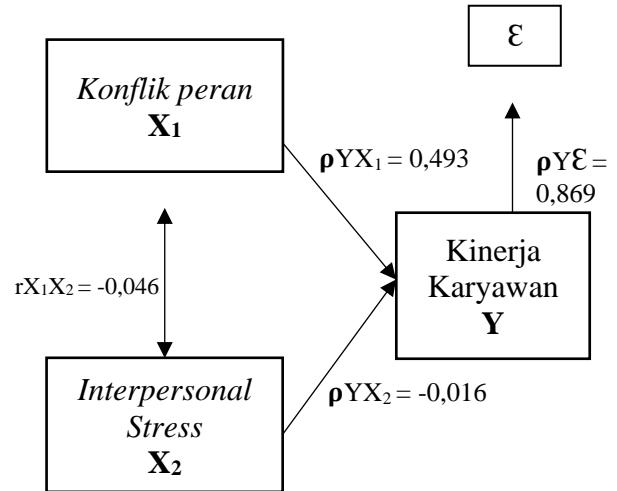 Ɛ
Konflik peran
X₁
ρYX₁ = 0,493
ρYƐ =
0,869
Kinerja
Karyawan
Y
rX₁X₂ = -0,046
Interpersonal
Stress
X₂
ρYX₂ = -0,016